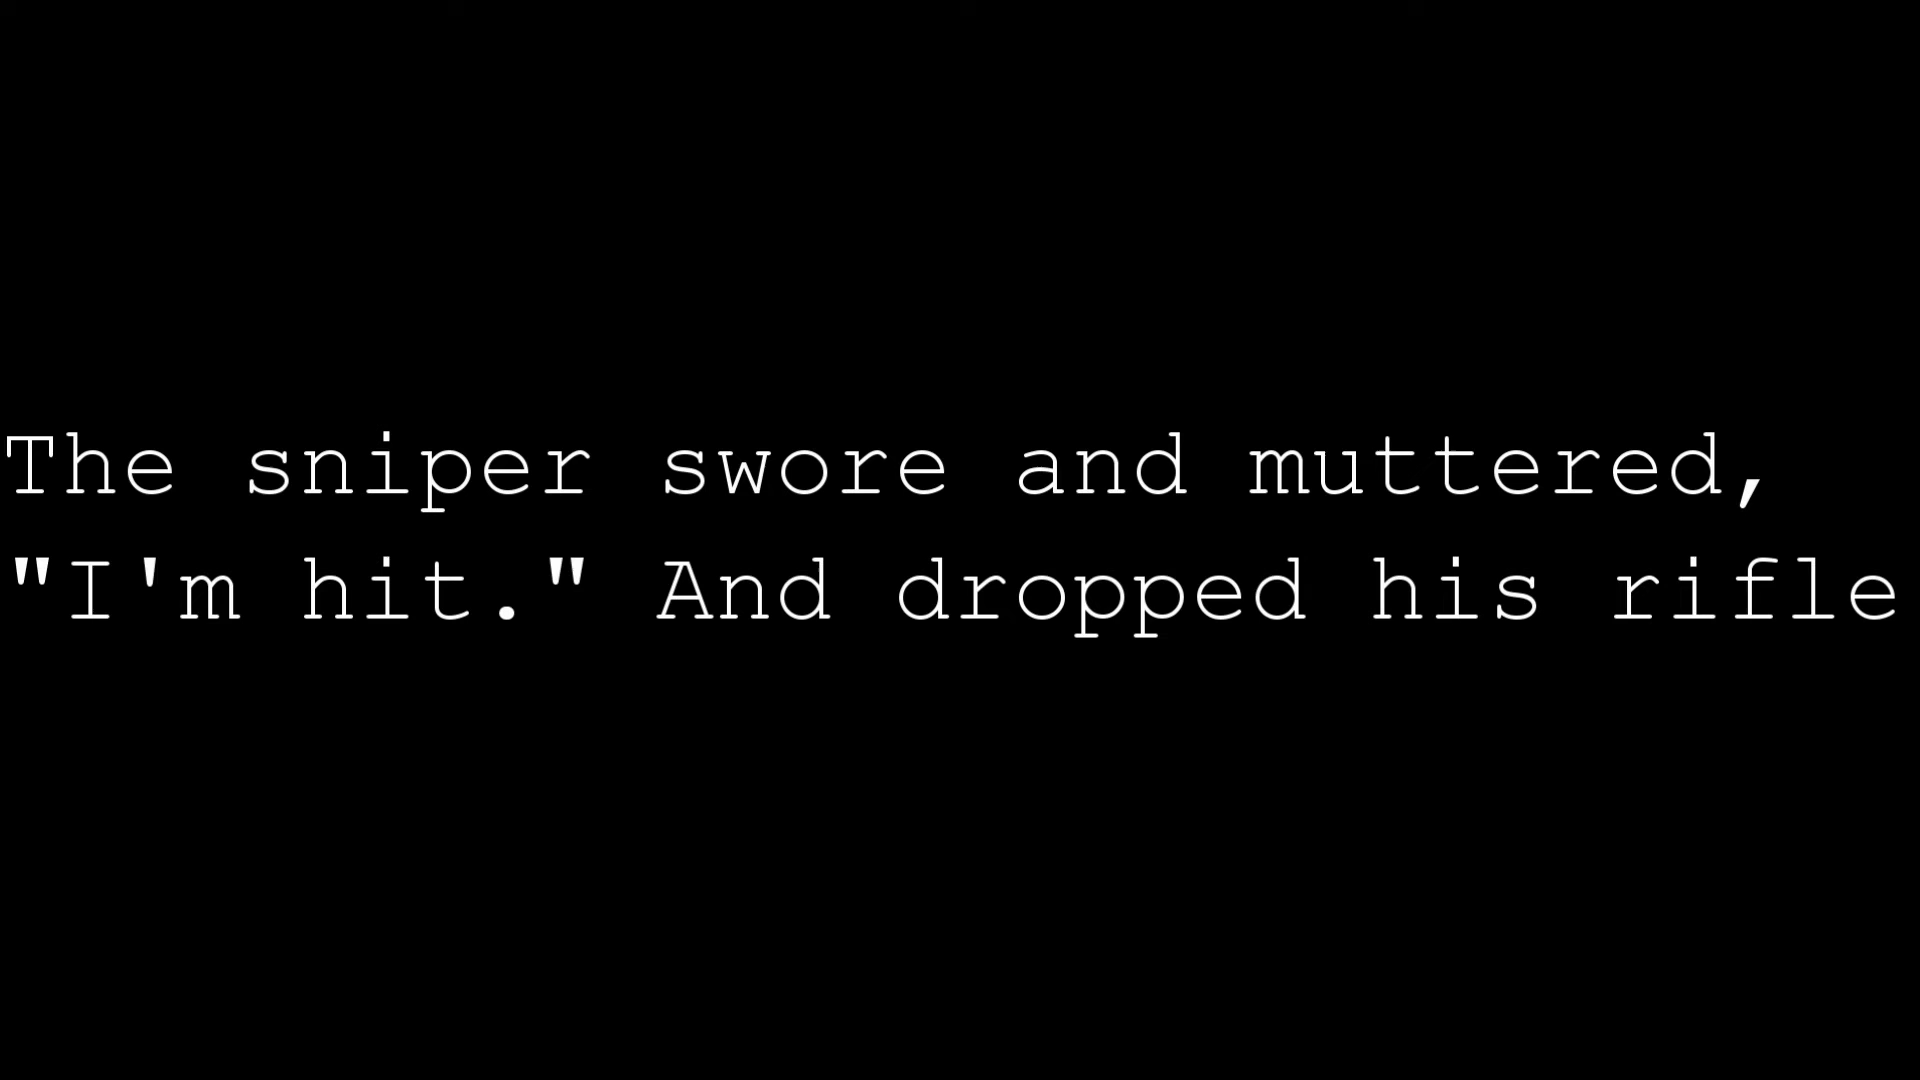 The sniper swore and muttered,
"I'm hit." And dropped his rifle